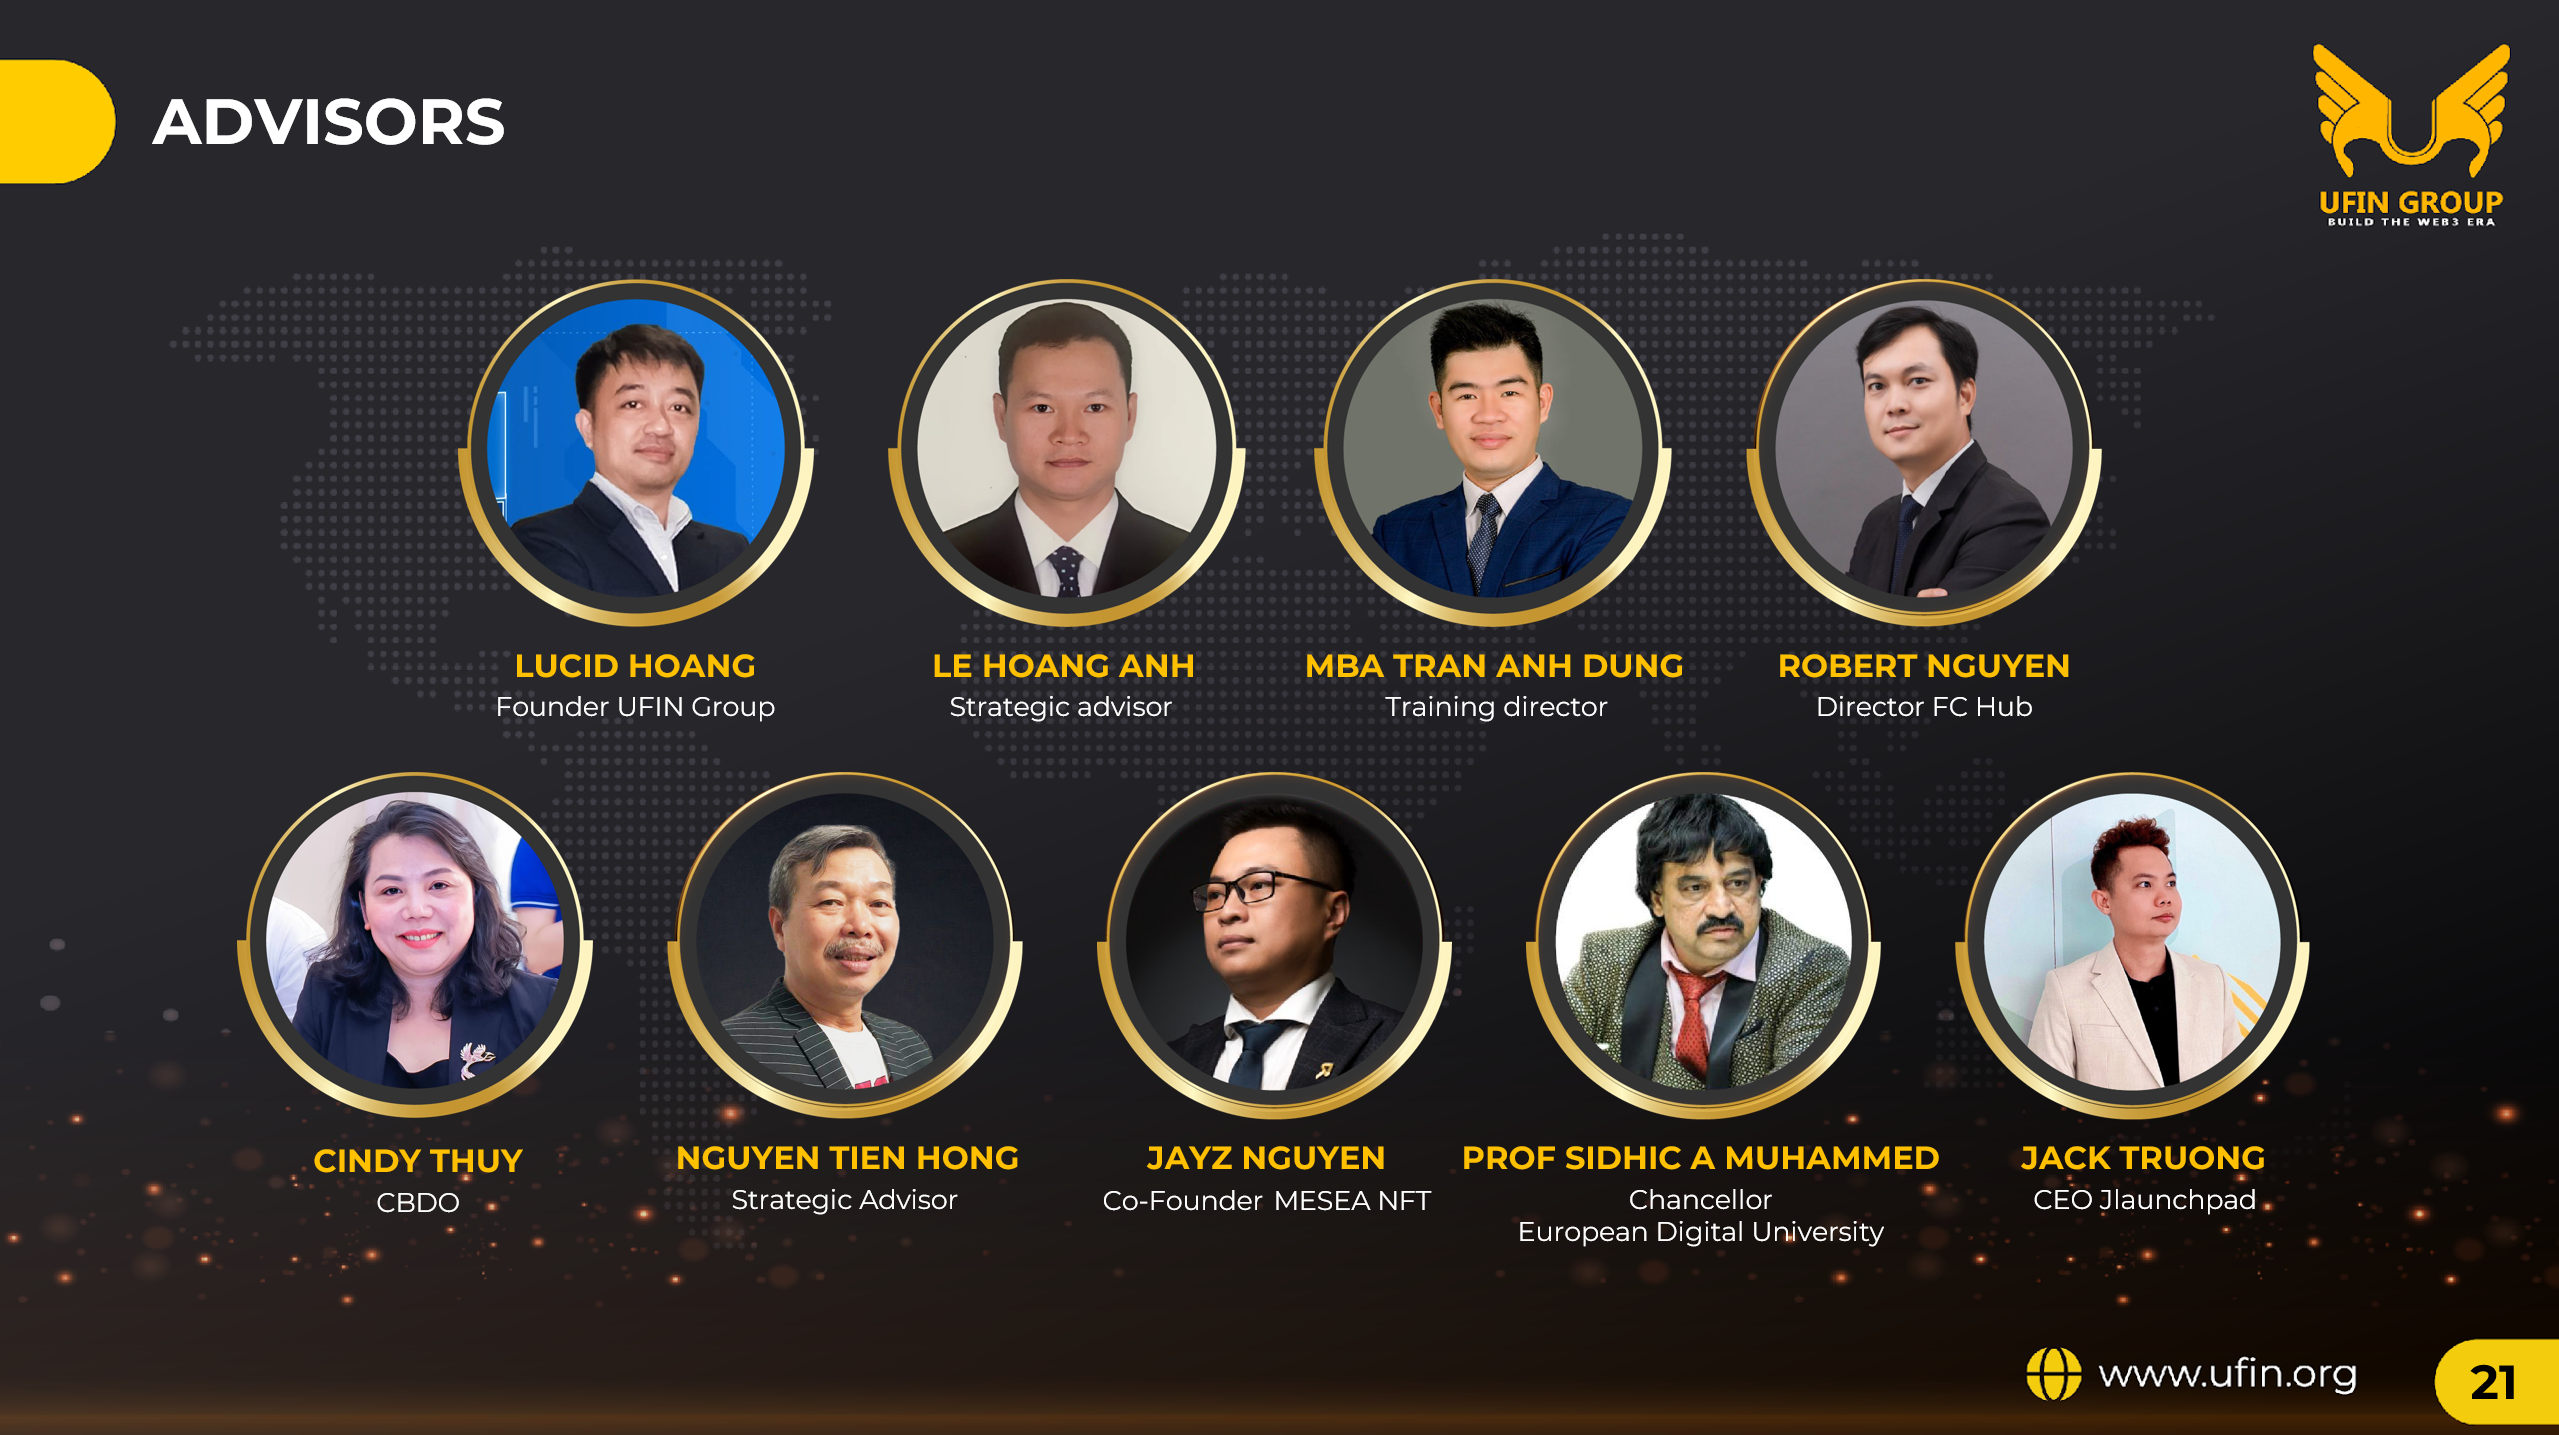 ADVISORS
UFIN GROUP
BUILD THE WEB3 ERA
LUCID HOANG
Founder UFIN Group
LE HOANG ANH
Strategic advisor
MBA TRAN ANH DUNG
Training director
ROBERT NGUYEN
Director FC Hub
CINDY THUY
CBDO
NGUYEN TIEN HONG
Strategic Advisor
JAYZ NGUYEN
Co-Founder MESEA NFT
PROF SIDHIC A MUHAMMED
Chancellor
European Digital University
JACK TRUONG
CEO Jlaunchpad
www.ufin.org
21